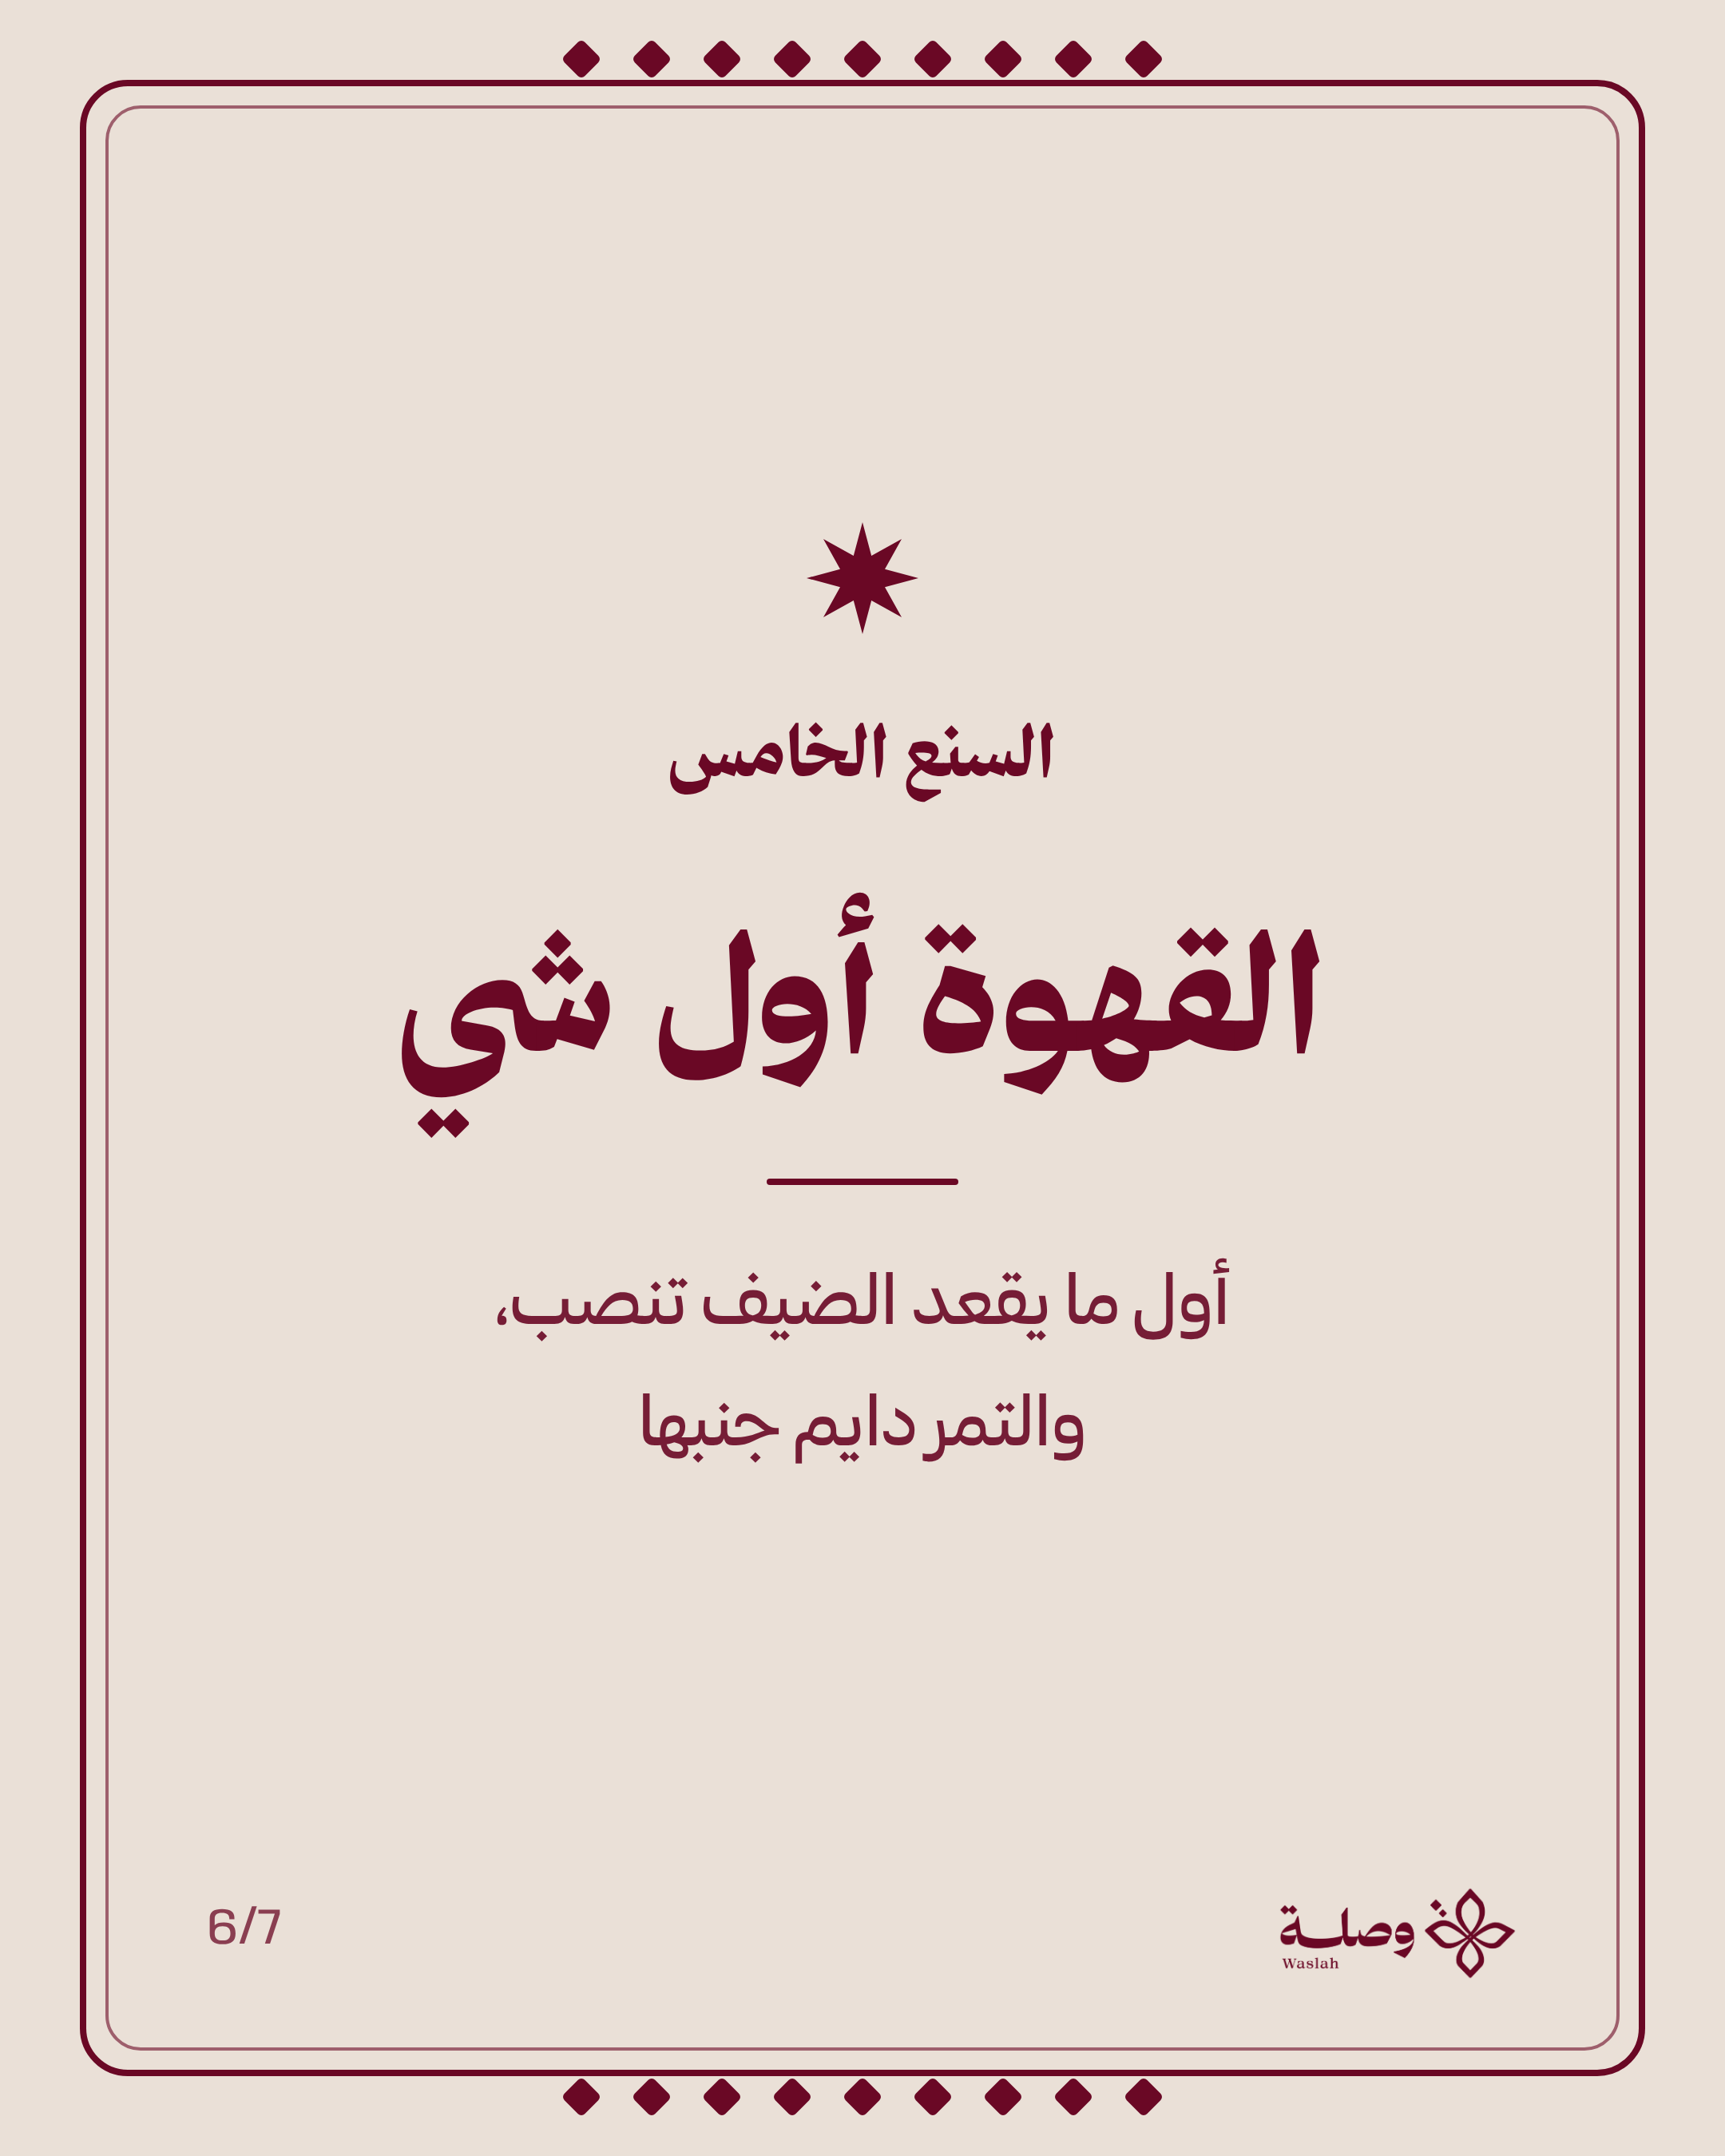 السنع الخامس
القهوة أول شي
أول ما يقعد الضيف تنصب،
والتمر دايم جنبها
وصلة
Waslah
6/7